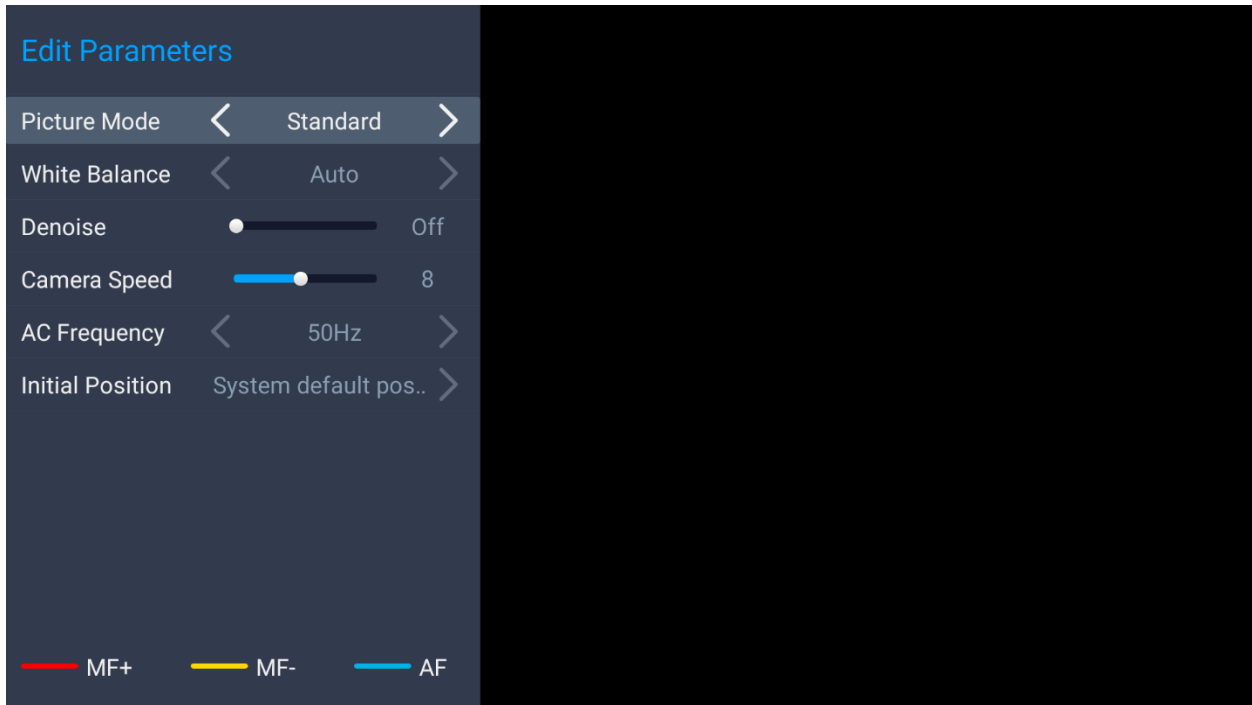 Edit Parameters
Picture Mode Standard
White Balance Auto
Denoise Off
Camera Speed 8
AC Frequency 50Hz
Initial Position System default pos..
MF+ MF- AF